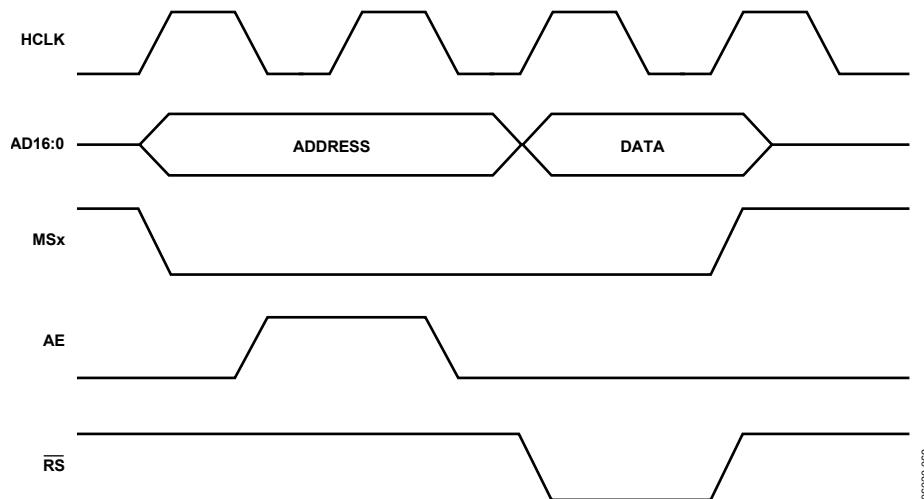 HCLK
AD16:0
ADDRESS
DATA
MSx
AE
RS